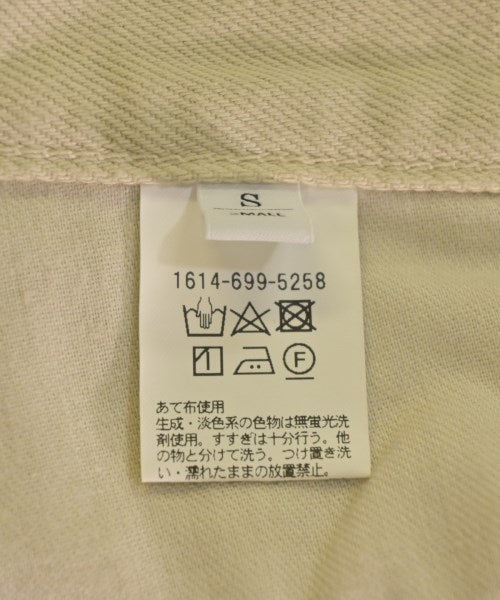 S
SMALL
1614-699-5258
F
あて布使用
生成・淡色系の色物は無蛍光洗
剤使用。すすぎは十分行う。他
の物と分けて洗う。つけ置き洗
い・濡れたままの放置禁止。